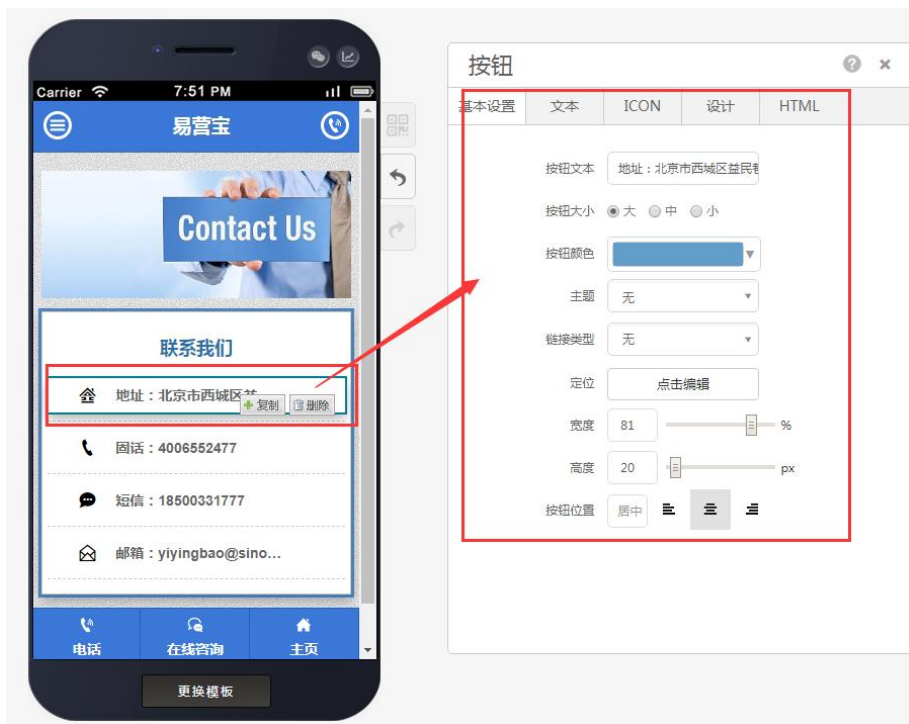 Carrier 7:51 PM
易营宝
Contact Us
联系我们
地址：北京市西城区
复制 删除
固话：4006552477
短信：18500331777
邮箱：yiyingbao@sino...
电话 在线咨询 主页
更换模板
按钮
基本设置 文本 ICON 设计 HTML
按钮文本 地址：北京市西城区益民
按钮大小 大 中 小
按钮颜色
主题 无
链接类型 无
定位 点击编辑
宽度 81 %
高度 20 px
按钮位置 居中